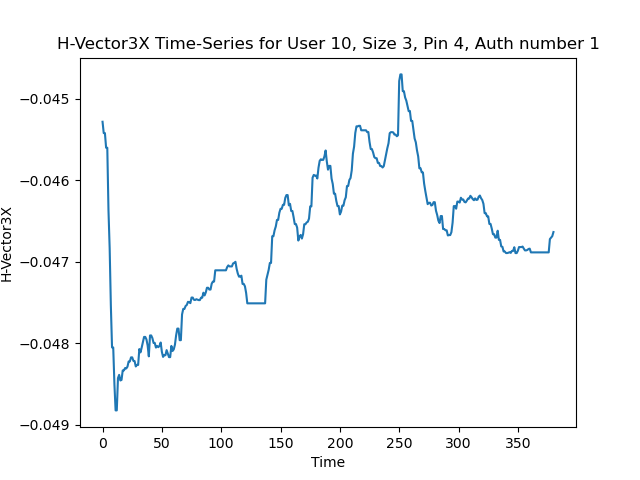 H-Vector3X Time-Series for User 10, Size 3, Pin 4, Auth number 1
−0.045
−0.046
−0.047
−0.048
−0.049
H-Vector3X
0 50 100 150 200 250 300 350
Time